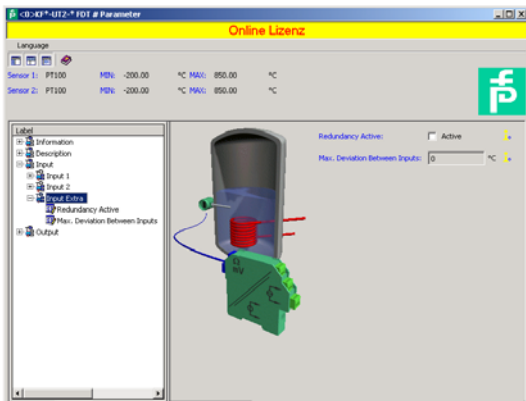 <0>KF*-UT2-* FDT # Parameter
Online Lizenz
Language
Sensor 1: PT100 MIN: -200.00 °C MAX: 850.00 °C
Sensor 2: PT100 MIN: -200.00 °C MAX: 850.00 °C
Label
Information
Description
Input
Input 1
Input 2
Input Extra
Redundancy Active
Max. Deviation Between Inputs
Output
Redundancy Active: Active
Max. Deviation Between Inputs: 0 °C
Ω
mV